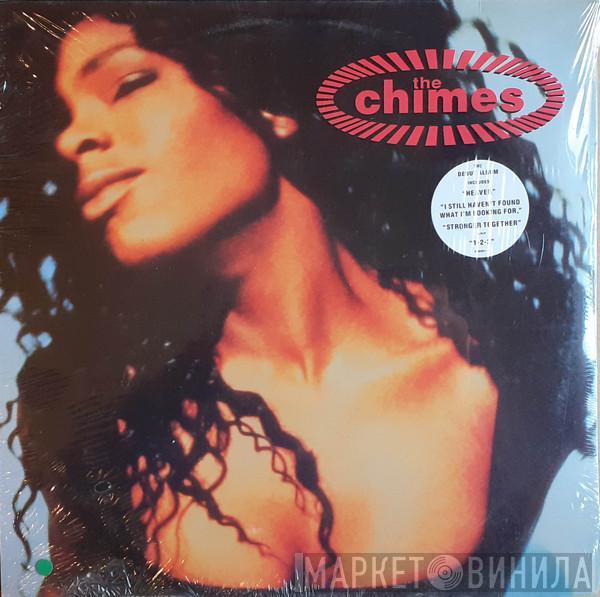 the
chimes
THE
DEBUT ALBUM
INCLUDES
"HEAVEN"
"I STILL HAVEN'T FOUND
WHAT I'M LOOKING FOR,"
"STRONGER TOGETHER"
"1-2-3"
МАРКЕТ ВИНИЛА